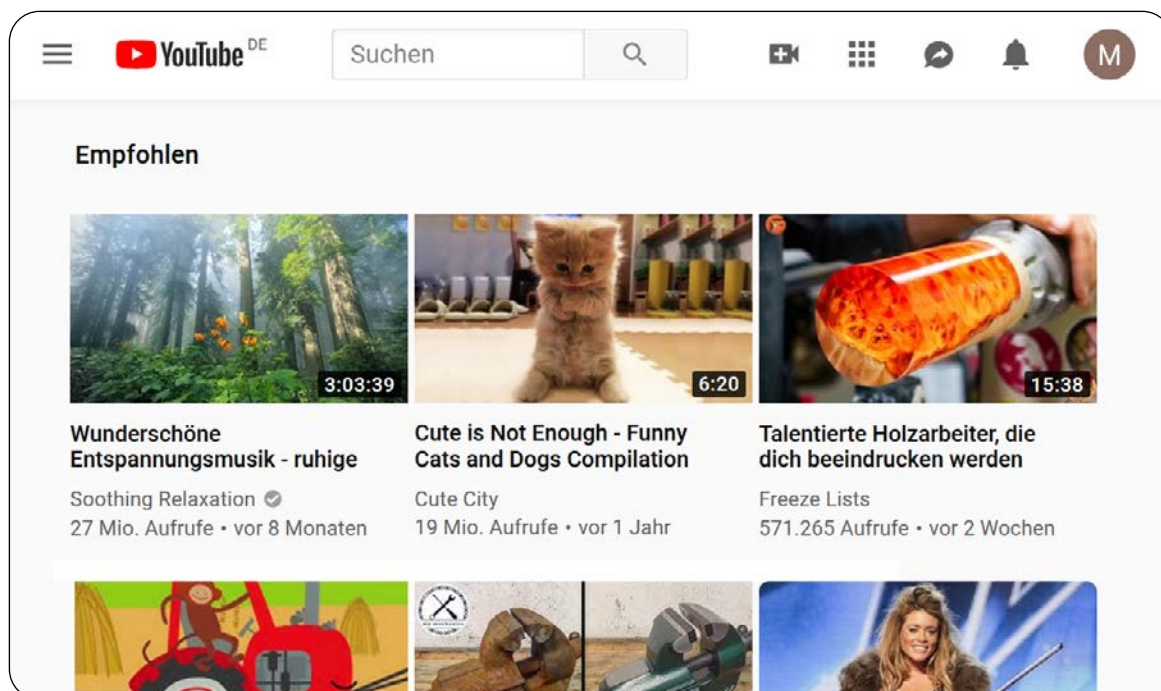 YouTube DE
Suchen
M
Empfohlen
3:03:39
6:20
15:38
Wunderschöne
Entspannungsmusik - ruhige
Soothing Relaxation
27 Mio. Aufrufe • vor 8 Monaten
Cute is Not Enough - Funny
Cats and Dogs Compilation
Cute City
19 Mio. Aufrufe • vor 1 Jahr
Talentierte Holzarbeiter, die
dich beeindrucken werden
Freeze Lists
571.265 Aufrufe • vor 2 Wochen